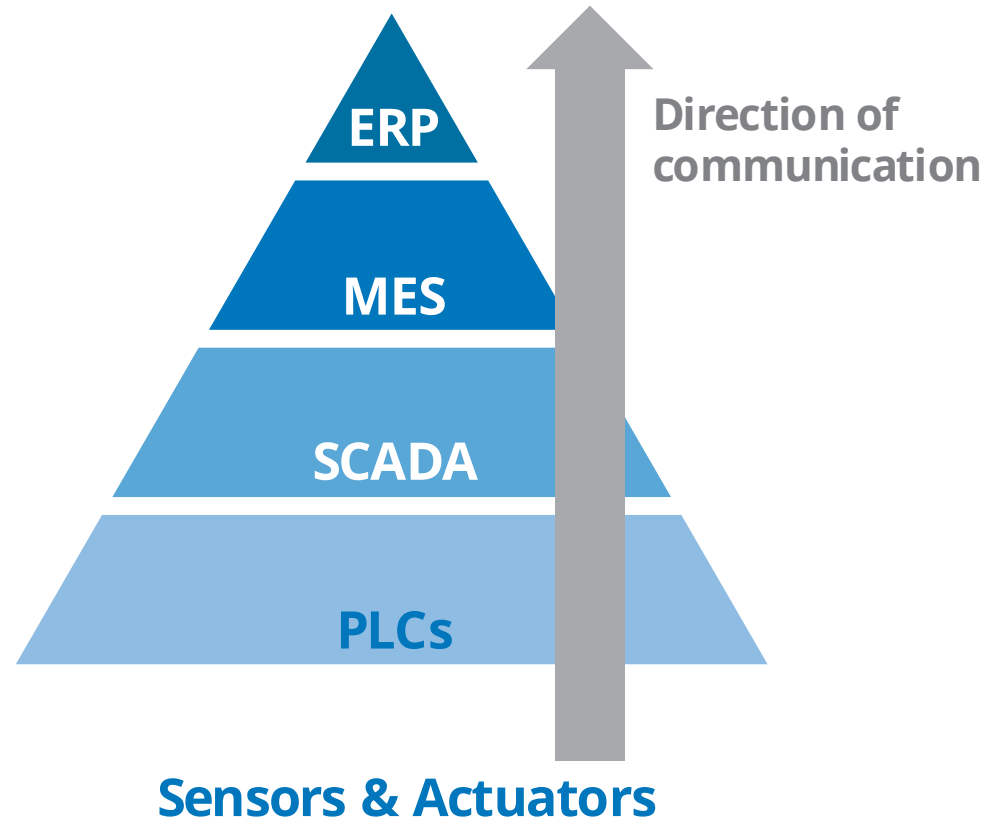 ERP
Direction of
communication
MES
SCADA
PLCs
Sensors & Actuators